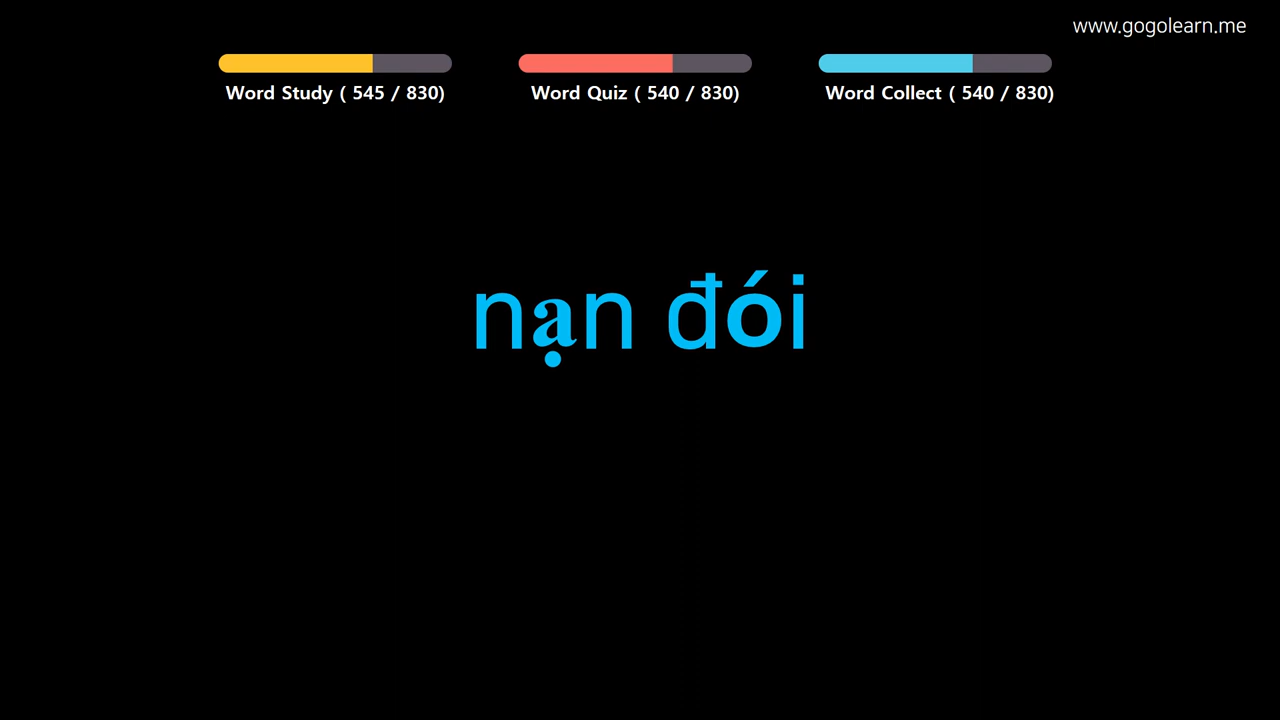 www.gogolearn.me
Word Study ( 545 / 830)
Word Quiz ( 540 / 830)
Word Collect ( 540 / 830)
nạn đói